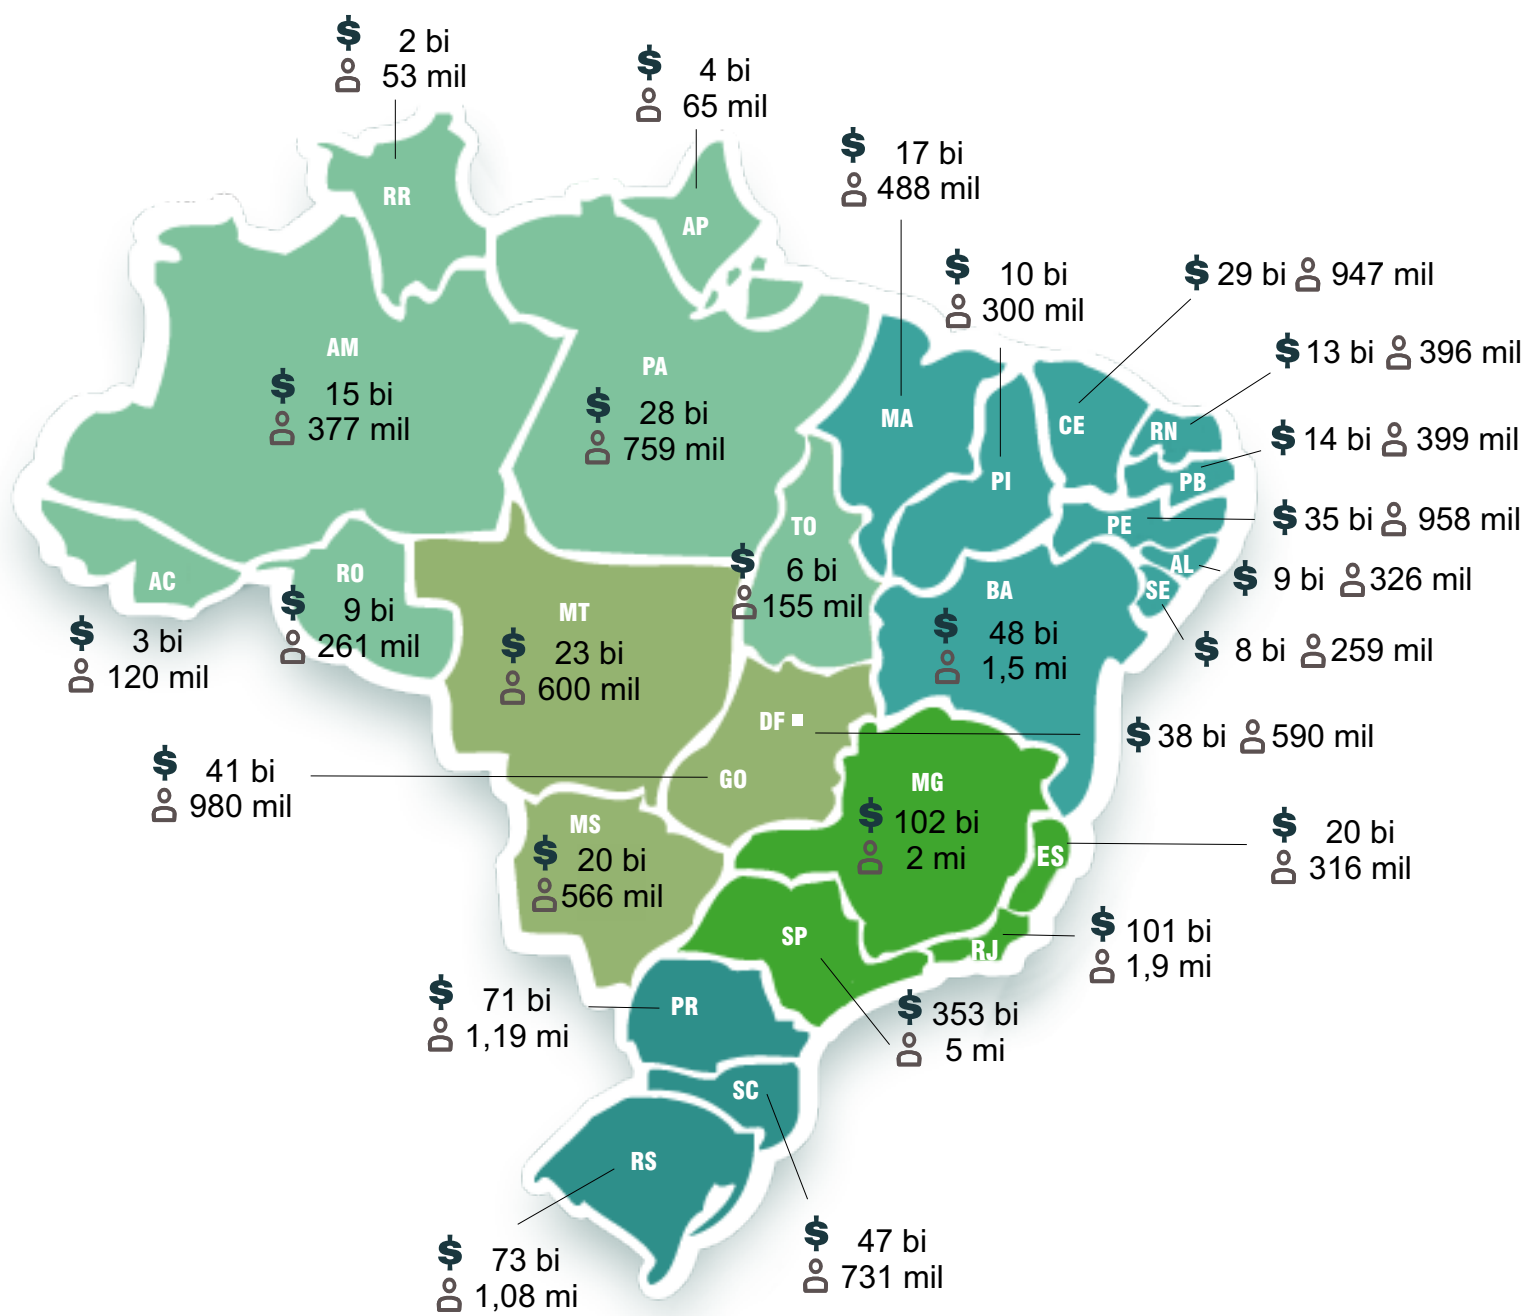 $ 2 bi
53 mil
RR
$ 4 bi
65 mil
AP
$ 17 bi
488 mil
MA
$ 10 bi
300 mil
PI
$ 29 bi 947 mil
CE
$ 13 bi 396 mil
RN
$ 14 bi 399 mil
PB
$ 35 bi 958 mil
PE
$ 9 bi 326 mil
AL
$ 8 bi 259 mil
SE
AM
$ 15 bi
377 mil
PA
$ 28 bi
759 mil
TO
$ 6 bi
155 mil
AC
$ 3 bi
120 mil
RO
$ 9 bi
261 mil
MT
$ 23 bi
600 mil
BA
$ 48 bi
1,5 mi
DF
$ 38 bi 590 mil
GO
$ 41 bi
980 mil
MS
$ 20 bi
566 mil
MG
$ 102 bi
2 mi
ES
$ 20 bi
316 mil
RJ
$ 101 bi
1,9 mi
SP
$ 353 bi
5 mi
PR
$ 71 bi
1,19 mi
SC
$ 47 bi
731 mil
RS
$ 73 bi
1,08 mi